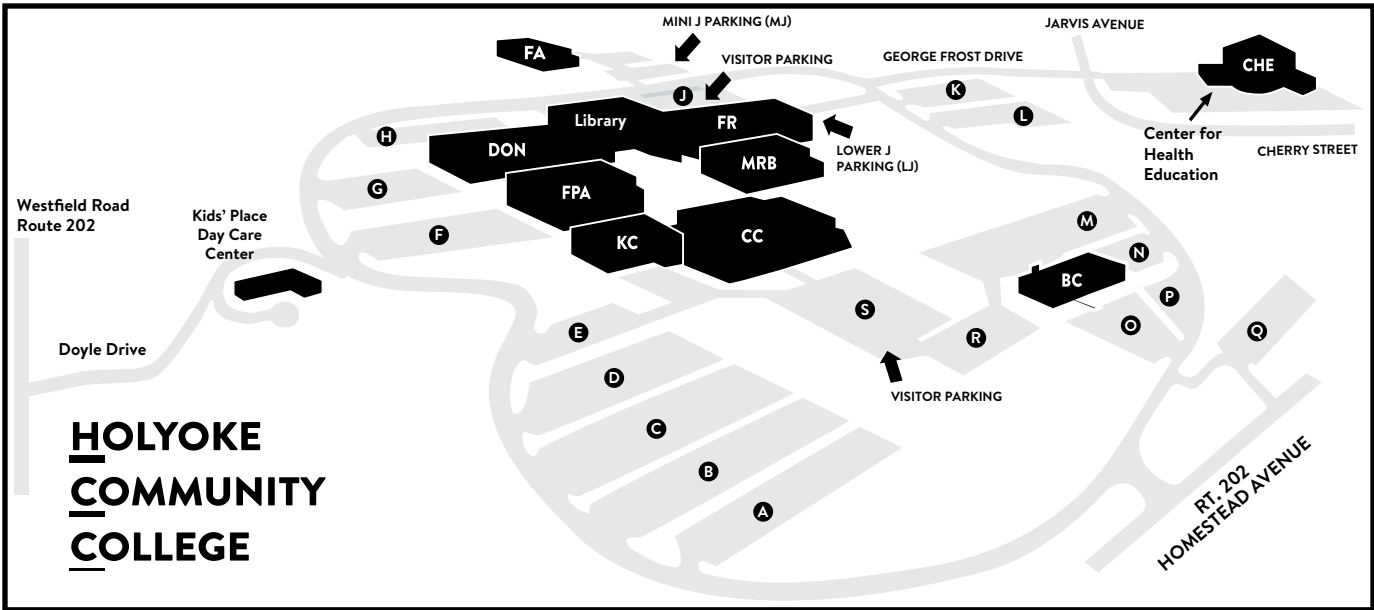 MINI J PARKING (MJ)
JARVIS AVENUE
FA
VISITOR PARKING
GEORGE FROST DRIVE
CHE
J
K
L
Library
FR
H
DON
MRB
LOWER J
PARKING (LJ)
Center for
Health
Education
CHERRY STREET
G
FPA
Westfield Road
Route 202
Kids' Place
Day Care
Center
F
KC
CC
M
N
BC
P
S
O
E
R
Q
Doyle Drive
D
VISITOR PARKING
C
B
A
HOLYOKE
COMMUNITY
COLLEGE
RT. 202
HOMESTEAD AVENUE